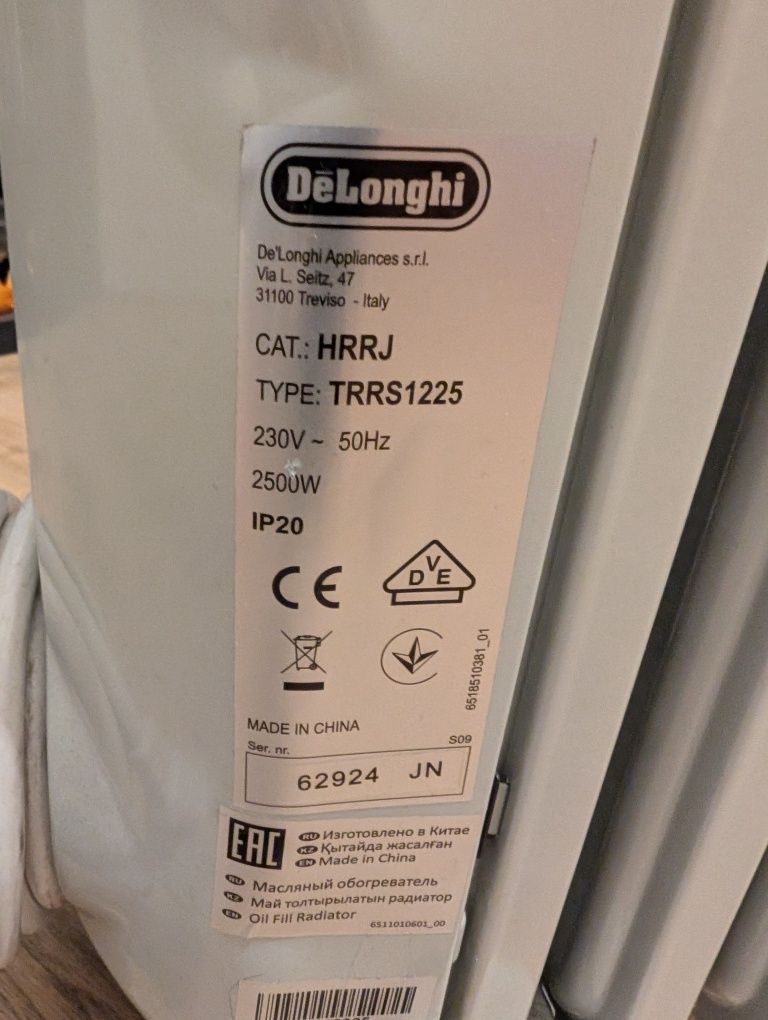 DēLonghi
De'Longhi Appliances s.r.l.
Via L. Seitz, 47
31100 Treviso - Italy
CAT.: HRRJ
TYPE: TRRS1225
230V ~ 50Hz
2500W
IP20
CE
DVE
6518510381_01
MADE IN CHINA
Ser. nr.
S09
62924 JN
EAC
RU Изготовлено в Китае
KZ Қытайда жасалған
EN Made in China
RU Масляный обогреватель
KZ Май толтырылатын радиатор
EN Oil Fill Radiator
6511010601_00